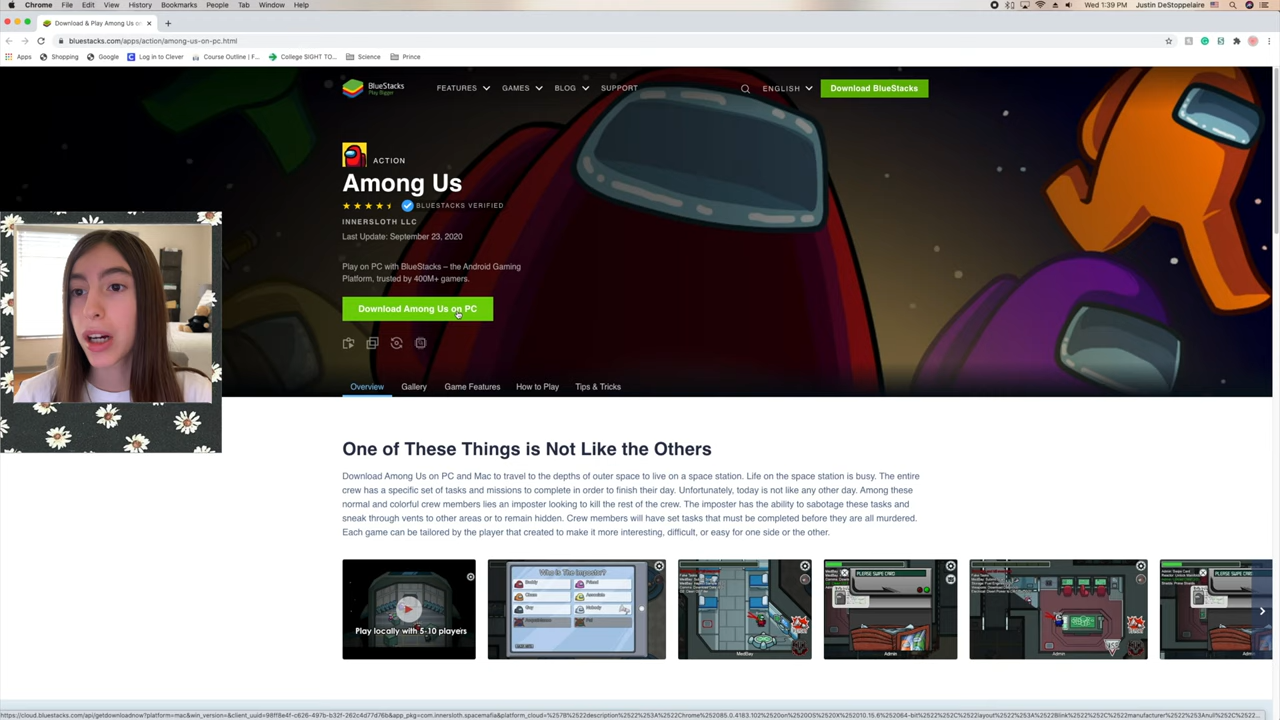 Chrome File Edit View History Bookmarks People Tab Window Help Wed 1:39 PM Justin DeStoppelaire
Download & Play Among Us on
bluestacks.com/apps/action/among-us-on-pc.html
Apps Shopping Google Log in to Clever Course Outline | F... College SIGHT TO... Science Prince
BlueStacks
Play Bigger
FEATURES GAMES BLOG SUPPORT ENGLISH Download BlueStacks
ACTION
Among Us
BLUESTACKS VERIFIED
INNERSLOTH LLC
Last Update: September 23, 2020
Play on PC with BlueStacks – the Android Gaming
Platform, trusted by 400M+ gamers.
Download Among Us on PC
Overview Gallery Game Features How to Play Tips & Tricks
One of These Things is Not Like the Others
Download Among Us on PC and Mac to travel to the depths of outer space to live on a space station. Life on the space station is busy. The entire
crew has a specific set of tasks and missions to complete in order to finish their day. Unfortunately, today is not like any other day. Among these
normal and colorful crew members lies an imposter looking to kill the rest of the crew. The imposter has the ability to sabotage these tasks and
sneak through vents to other areas or to remain hidden. Crew members will have set tasks that must be completed before they are all murdered.
Each game can be tailored by the player that created to make it more interesting, difficult, or easy for one side or the other.
Play locally with 5-10 players
Who Is The Impostor?
MedBay
PLEASE SWIPE CARD
Admin
Admin
Admin